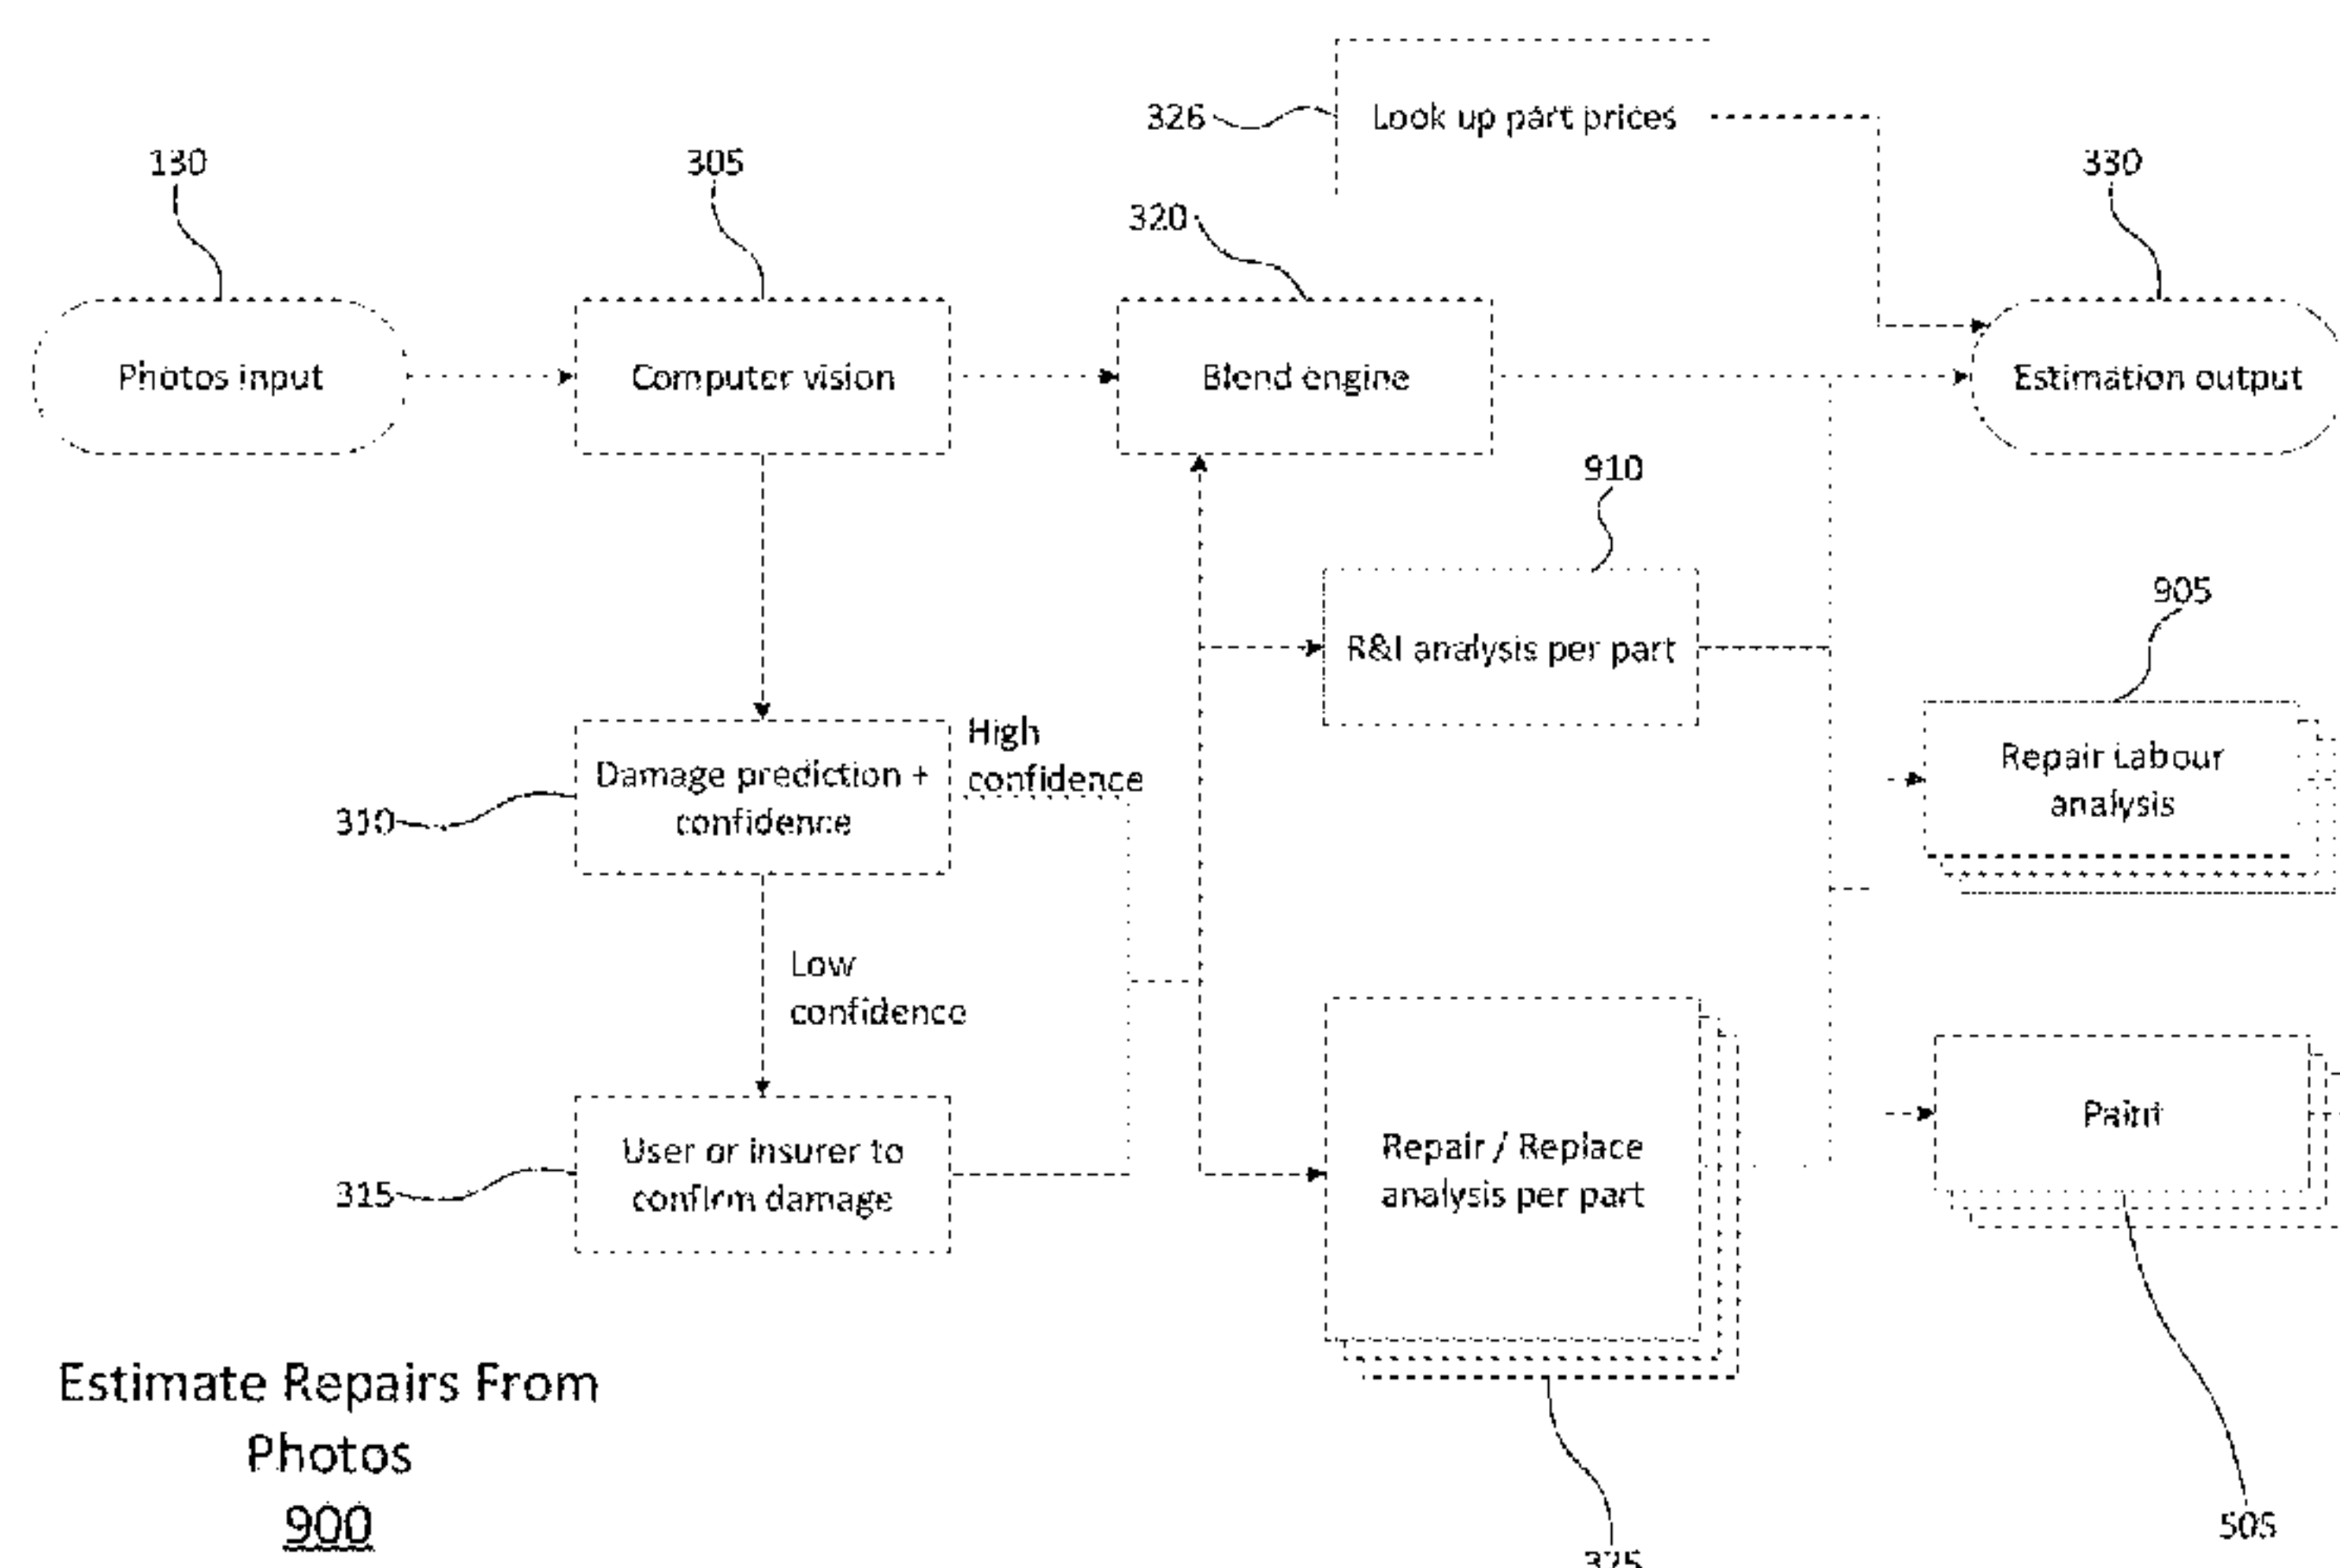 326
Look up part prices
130
305
320
330
Photos input
Computer vision
Blend engine
Estimation output
910
905
R&I analysis per part
High
confidence
Damage prediction +
confidence
310
Repair Labour
analysis
Low
confidence
Paint
User or insurer to
confirm damage
315
Repair / Replace
analysis per part
Estimate Repairs From
Photos
900
505
325